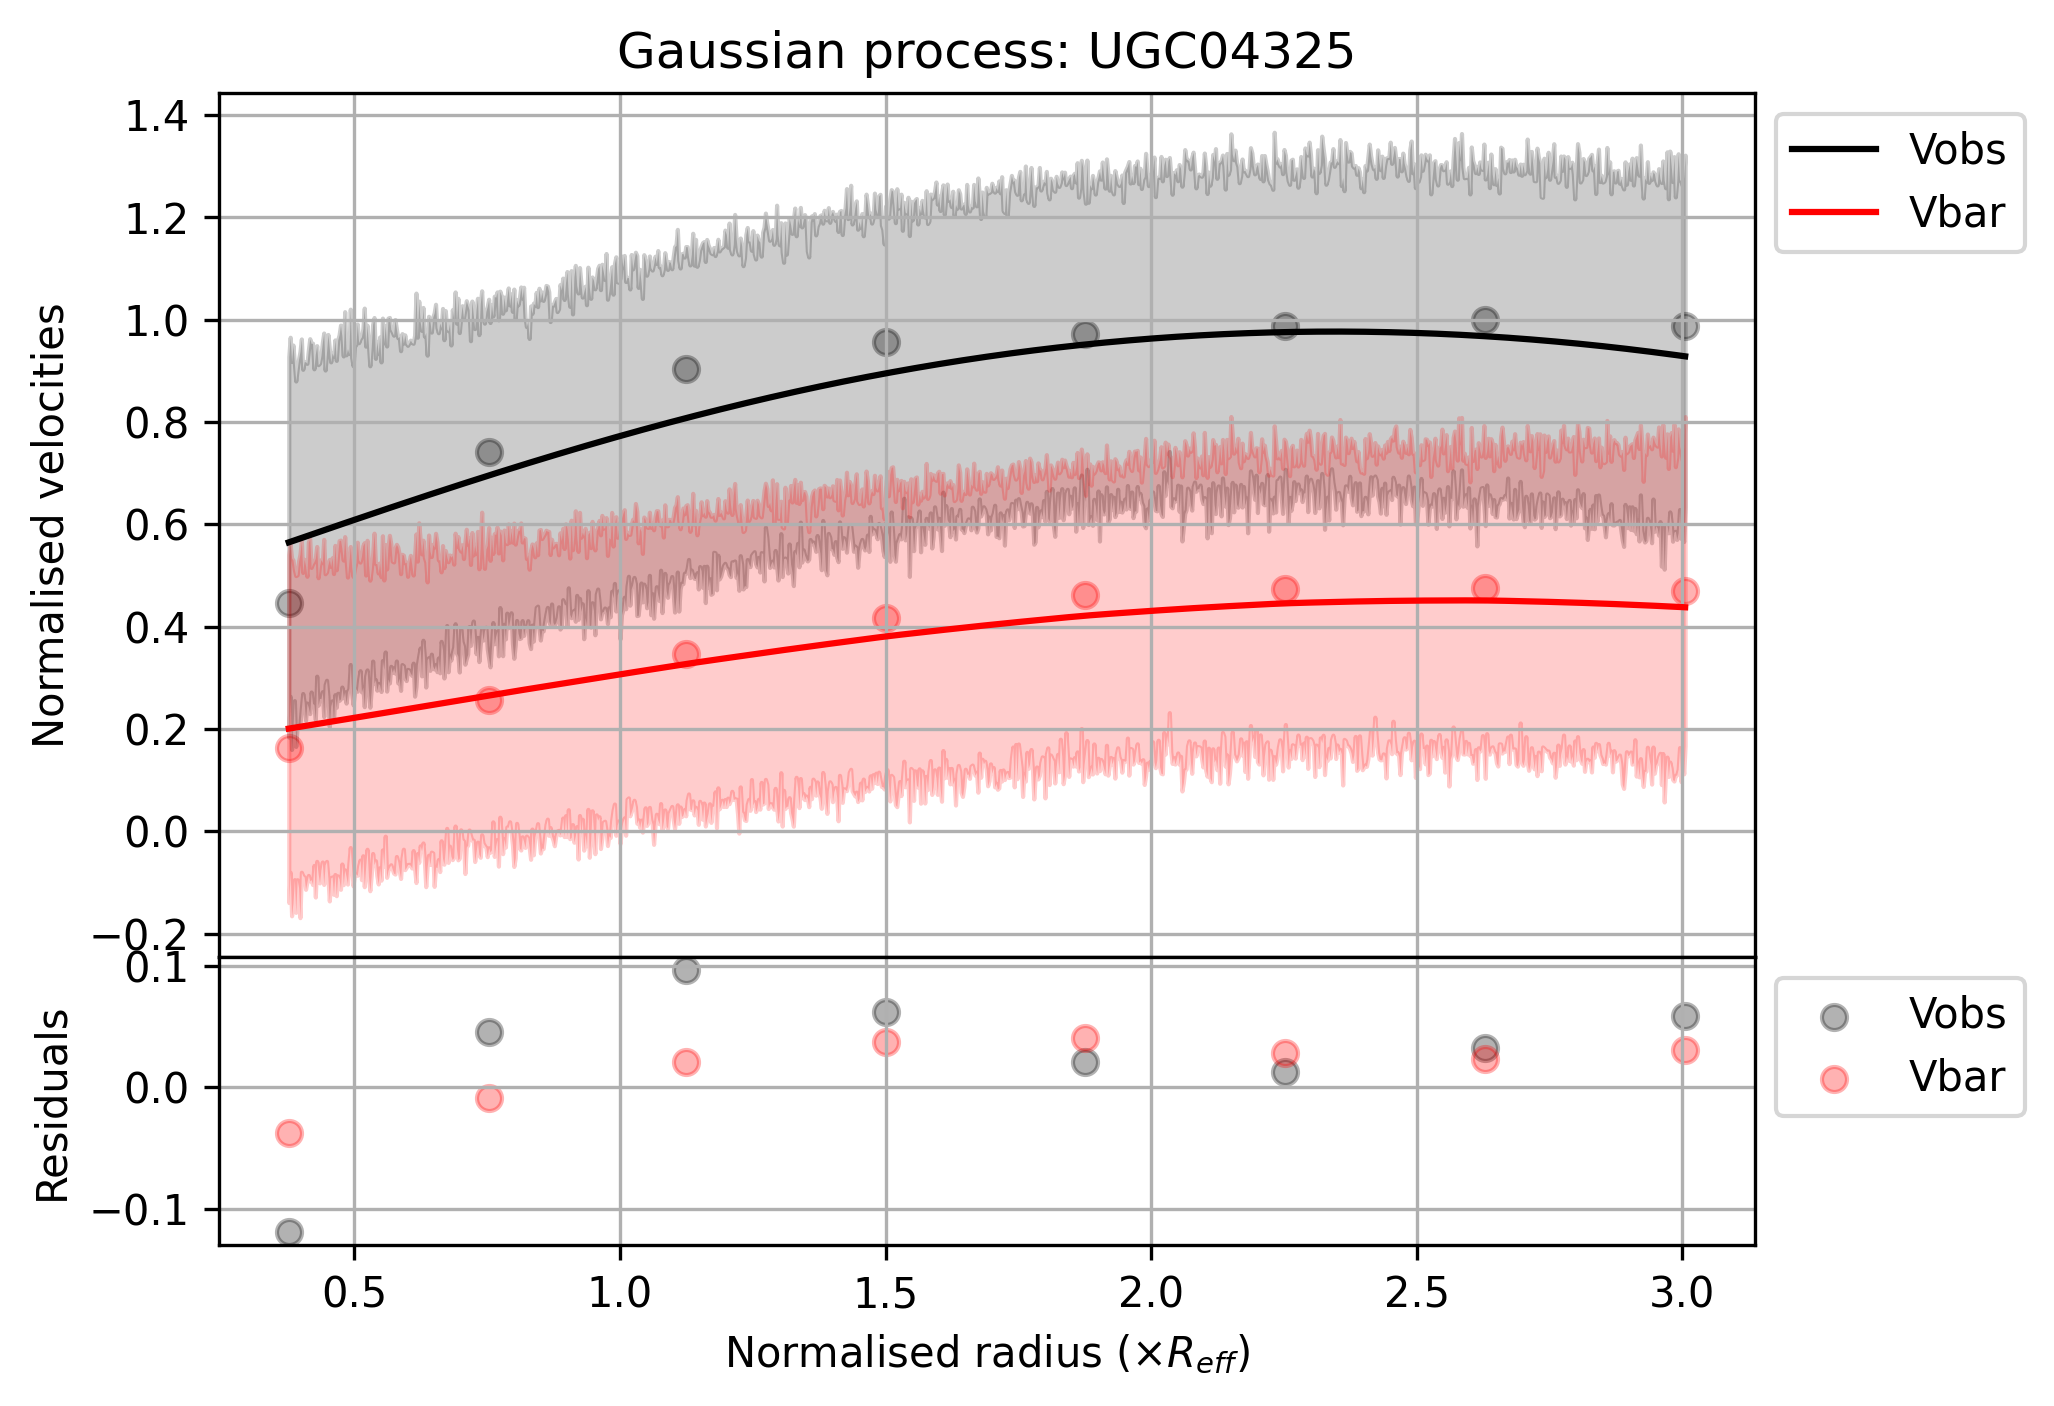 Gaussian process: UGC04325
Normalised velocities
1.4
1.2
1.0
0.8
0.6
0.4
0.2
0.0
−0.2
Vobs
Vbar
Residuals
0.1
0.0
−0.1
Vobs
Vbar
0.5 1.0 1.5 2.0 2.5 3.0
Normalised radius (×R_eff)